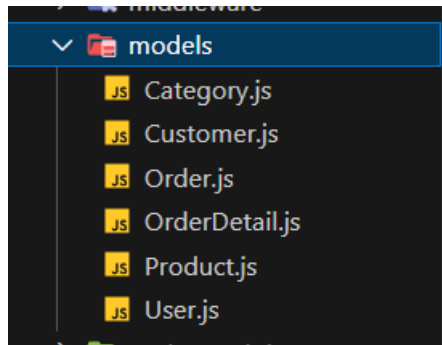 middleware
models
JS Category.js
JS Customer.js
JS Order.js
JS OrderDetail.js
JS Product.js
JS User.js